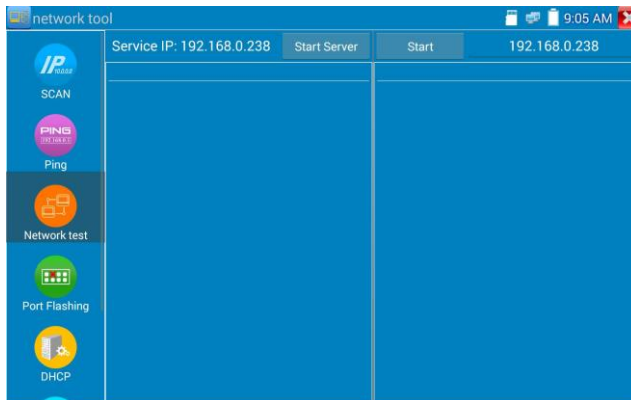 network tool
9:05 AM
Service IP: 192.168.0.238
Start Server
Start
192.168.0.238
IP
SCAN
PING
Ping
Network test
Port Flashing
DHCP